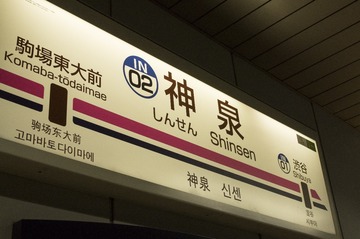 駒場東大前
Komaba-tōdaimae
驹场东大前
고마바토다이마에
IN
02
神泉
しんせん Shinsen
神泉 신센
01
渋谷
Shibuya